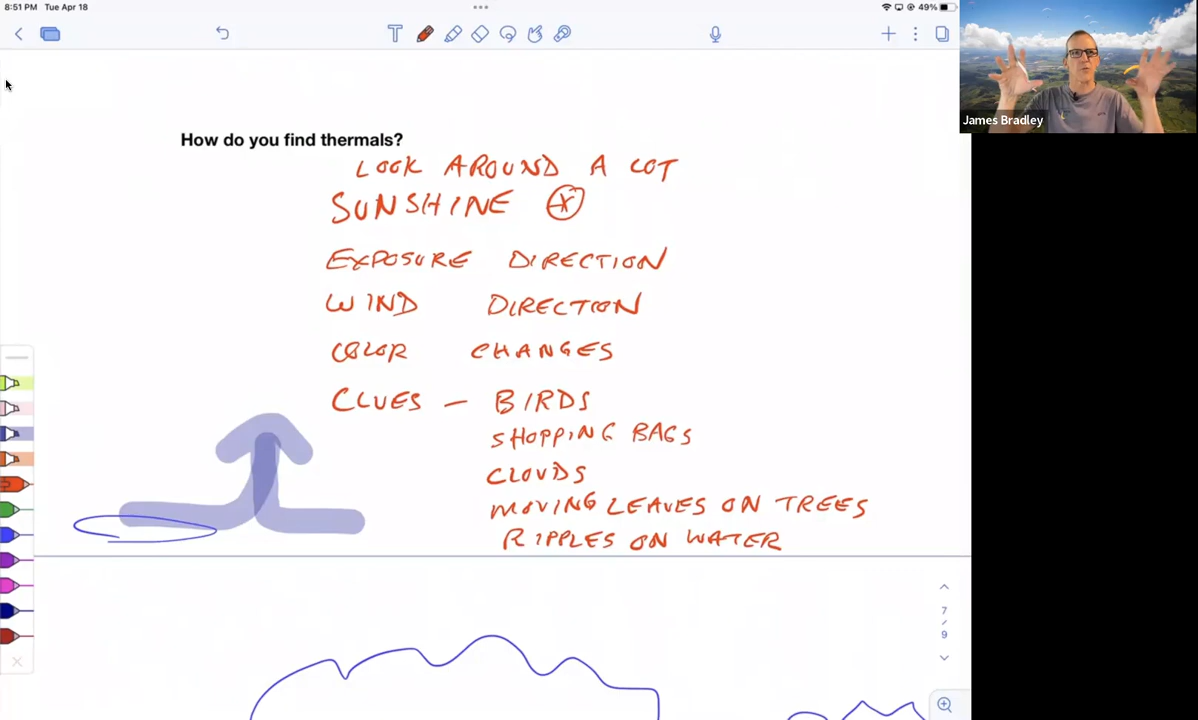 8:51 PM Tue Apr 18
49%
James Bradley
How do you find thermals?
LOOK AROUND A LOT
SUNSHINE
EXPOSURE DIRECTION
WIND DIRECTION
COLOR CHANGES
CLUES - BIRDS
SHOPPING BAGS
CLOUDS
MOVING LEAVES ON TREES
RIPPLES ON WATER
7
/
9